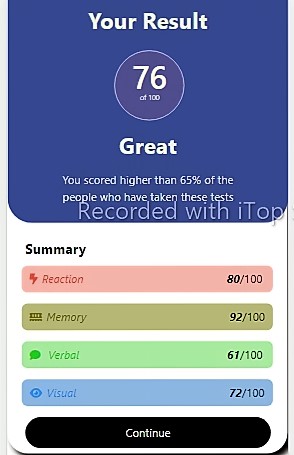 Your Result
76
of 100
Great
You scored higher than 65% of the
people who have taken these tests
Recorded with iTop
Summary
Reaction 80/100
Memory 92/100
Verbal 61/100
Visual 72/100
Continue